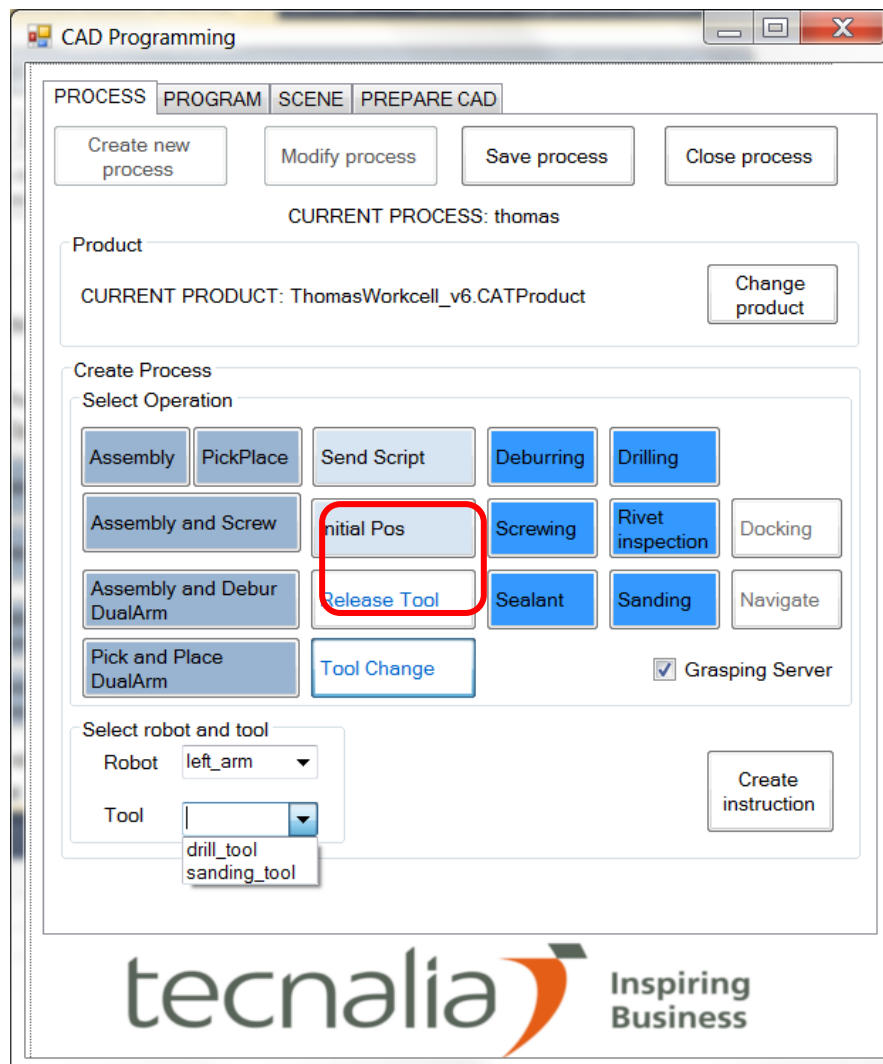 CAD Programming
PROCESS PROGRAM SCENE PREPARE CAD
Create new
process
Modify process
Save process
Close process
CURRENT PROCESS: thomas
Product
CURRENT PRODUCT: ThomasWorkcell_v6.CATProduct
Change
product
Create Process
Select Operation
Assembly
PickPlace
Send Script
Deburring
Drilling
Assembly and Screw
Initial Pos
Screwing
Rivet
inspection
Docking
Assembly and Debur
DualArm
Release Tool
Sealant
Sanding
Navigate
Pick and Place
DualArm
Tool Change
Grasping Server
Select robot and tool
Robot
left_arm
Tool
drill_tool
sanding_tool
Create
instruction
tecnalia
Inspiring
Business